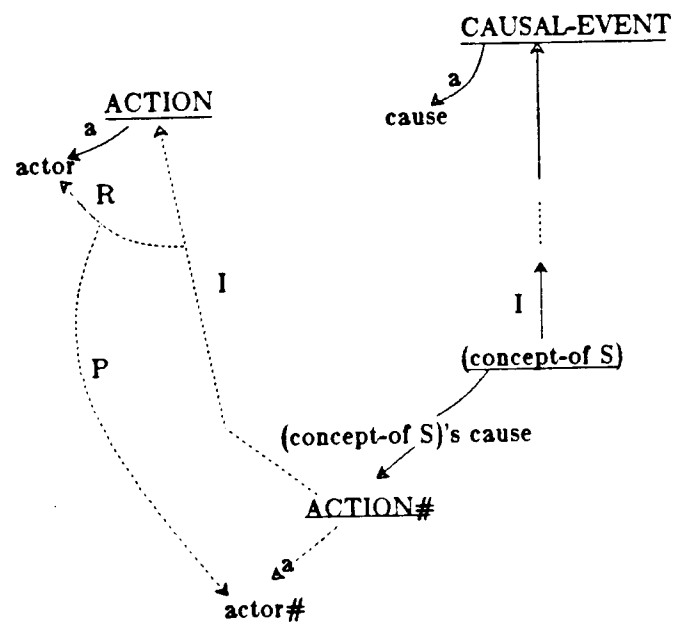 CAUSAL-EVENT
a
cause
ACTION
a
actor
R
I
I
P
(concept-of S)
(concept-of S)'s cause
ACTION#
a
actor#